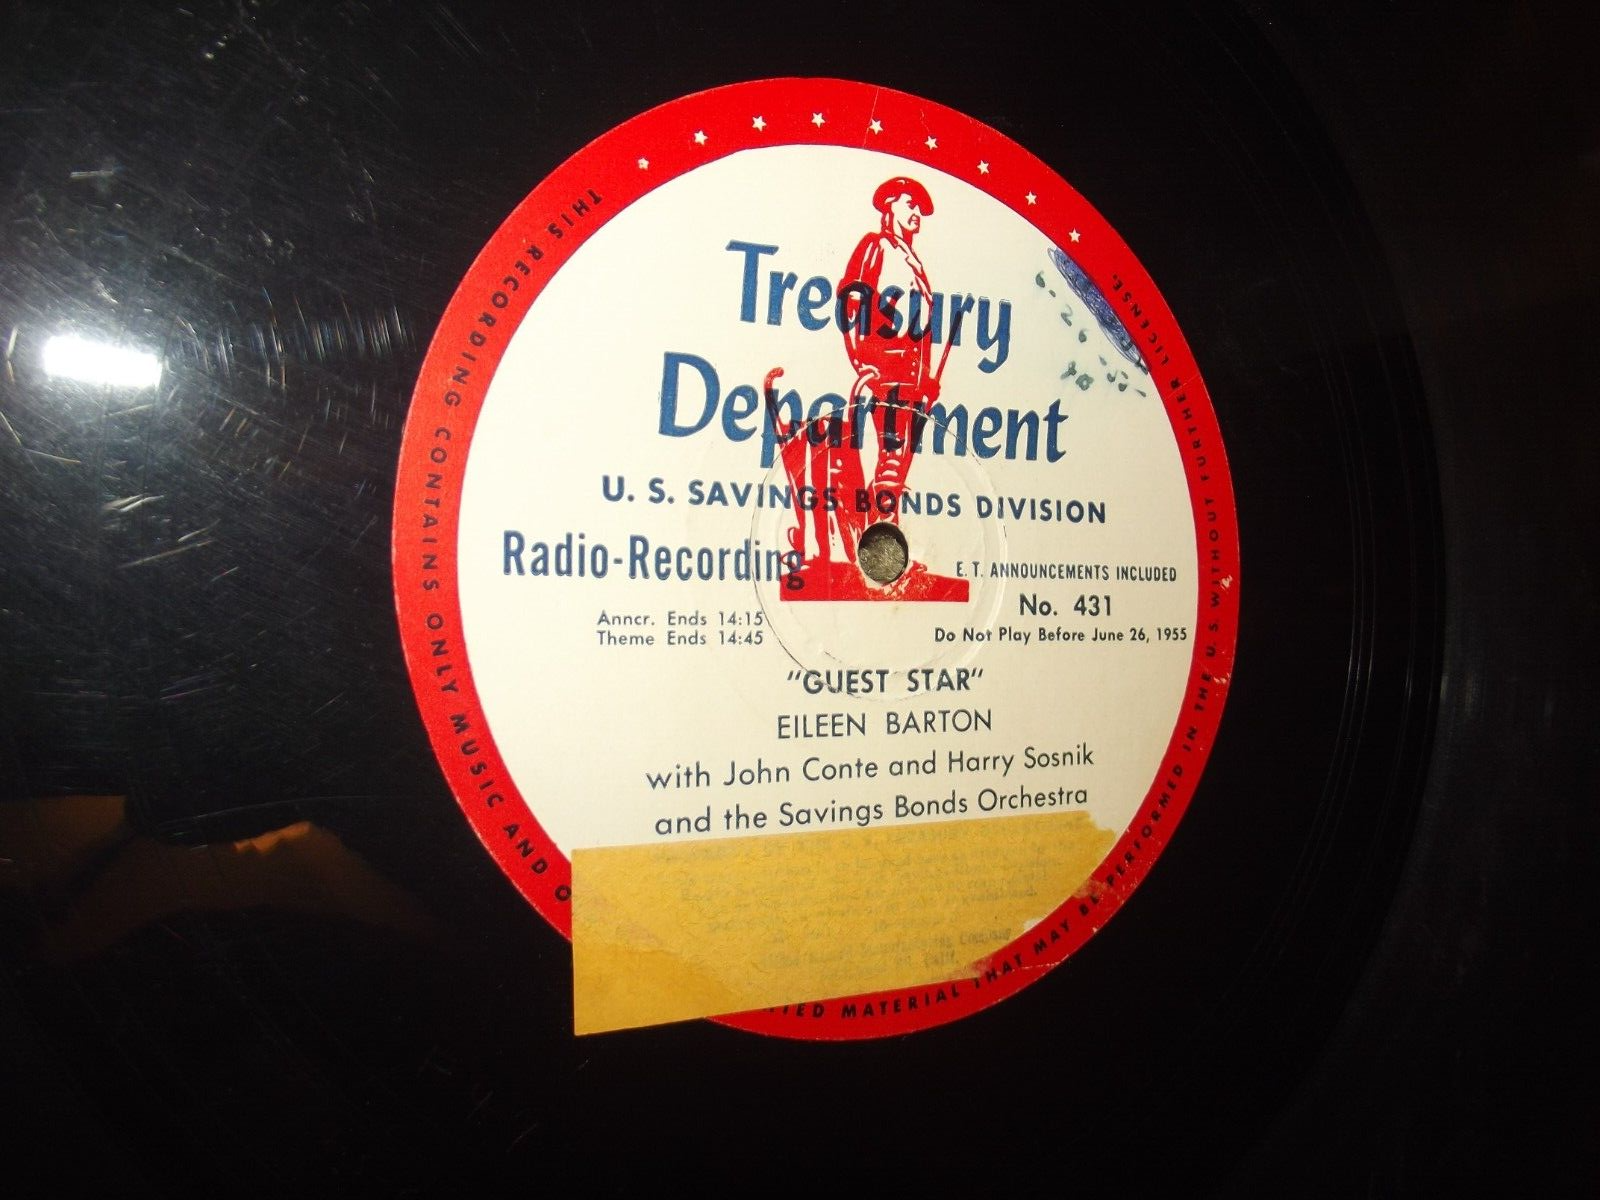 Treasury
Department
U. S. SAVINGS BONDS DIVISION
Radio-Recording
E. T. ANNOUNCEMENTS INCLUDED
No. 431
Do Not Play Before June 26, 1955
Anncr. Ends 14:15
Theme Ends 14:45
"GUEST STAR"
EILEEN BARTON
with John Conte and Harry Sosnik
and the Savings Bonds Orchestra
THIS RECORDING CONTAINS ONLY MUSIC AND MATERIAL THAT MAY BE PERFORMED IN THE U. S. WITHOUT FURTHER LICENSE.
6-26-55